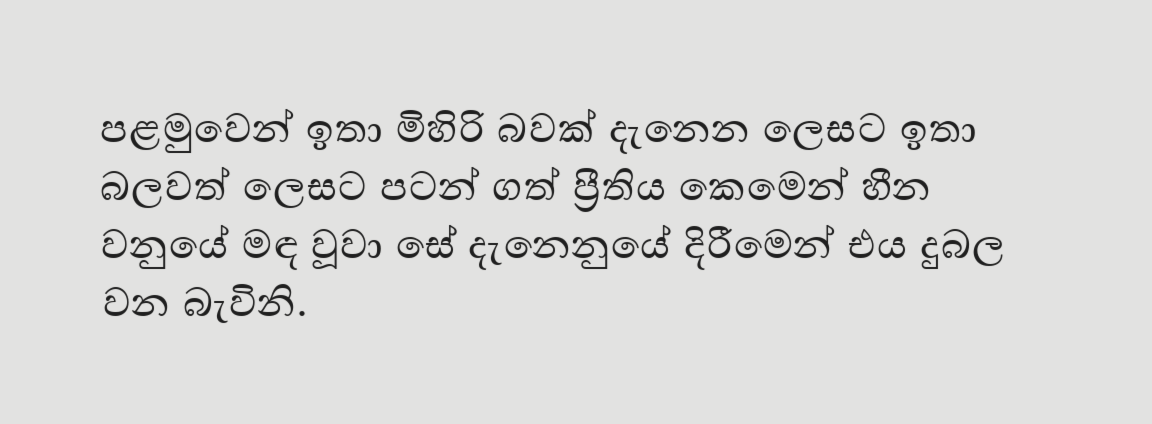 පළමුවෙන් ඉතා මිහිරි බවක් දැනෙන ලෙසට ඉතා
බලවත් ලෙසට පටන් ගත් ප්‍රීතිය කෙමෙන් හීන
වනුයේ මඳ වූවා සේ දැනෙනුයේ දිරීමෙන් එය දුබල
වන බැවිනි.